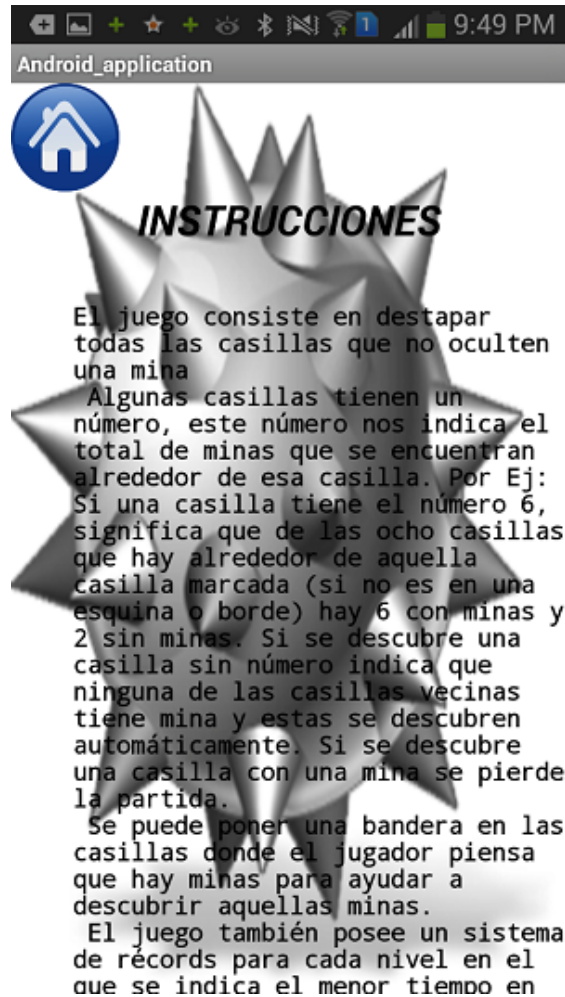 1
9:49 PM
Android_application
INSTRUCCIONES
El juego consiste en destapar
todas las casillas que no oculten
una mina
Algunas casillas tienen un
número, este número nos indica el
total de minas que se encuentran
alrededor de esa casilla. Por Ej:
Si una casilla tiene el número 6,
significa que de las ocho casillas
que hay alrededor de aquella
casilla marcada (si no es en una
esquina o borde) hay 6 con minas y
2 sin minas. Si se descubre una
casilla sin número indica que
ninguna de las casillas vecinas
tiene mina y estas se descubren
automáticamente. Si se descubre
una casilla con una mina se pierde
la partida.
Se puede poner una bandera en las
casillas donde el jugador piensa
que hay minas para ayudar a
descubrir aquellas minas.
El juego también posee un sistema
de récords para cada nivel en el
que se indica el menor tiempo en